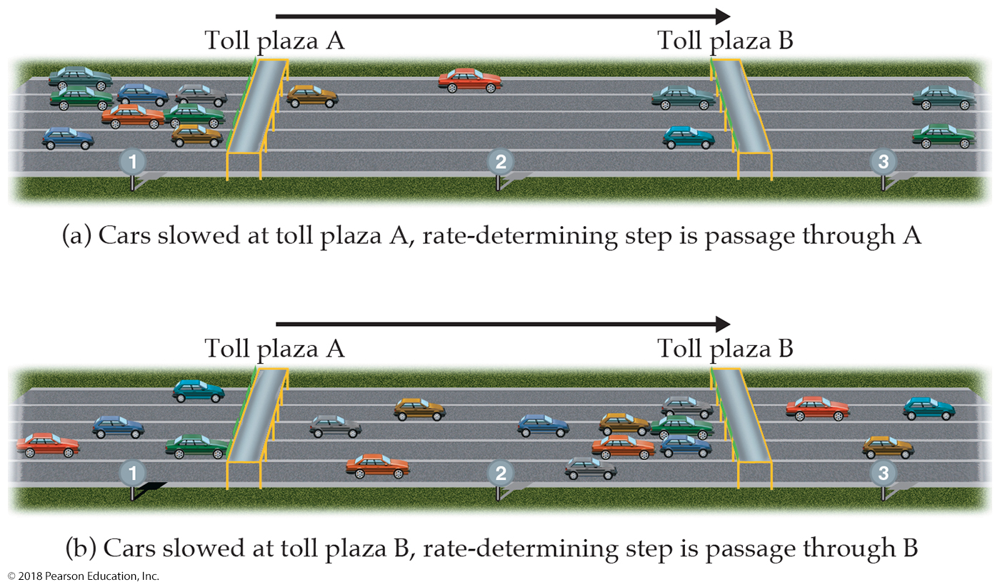 Toll plaza A
Toll plaza B
1
2
3
(a) Cars slowed at toll plaza A, rate-determining step is passage through A
Toll plaza A
Toll plaza B
1
2
3
(b) Cars slowed at toll plaza B, rate-determining step is passage through B
© 2018 Pearson Education, Inc.